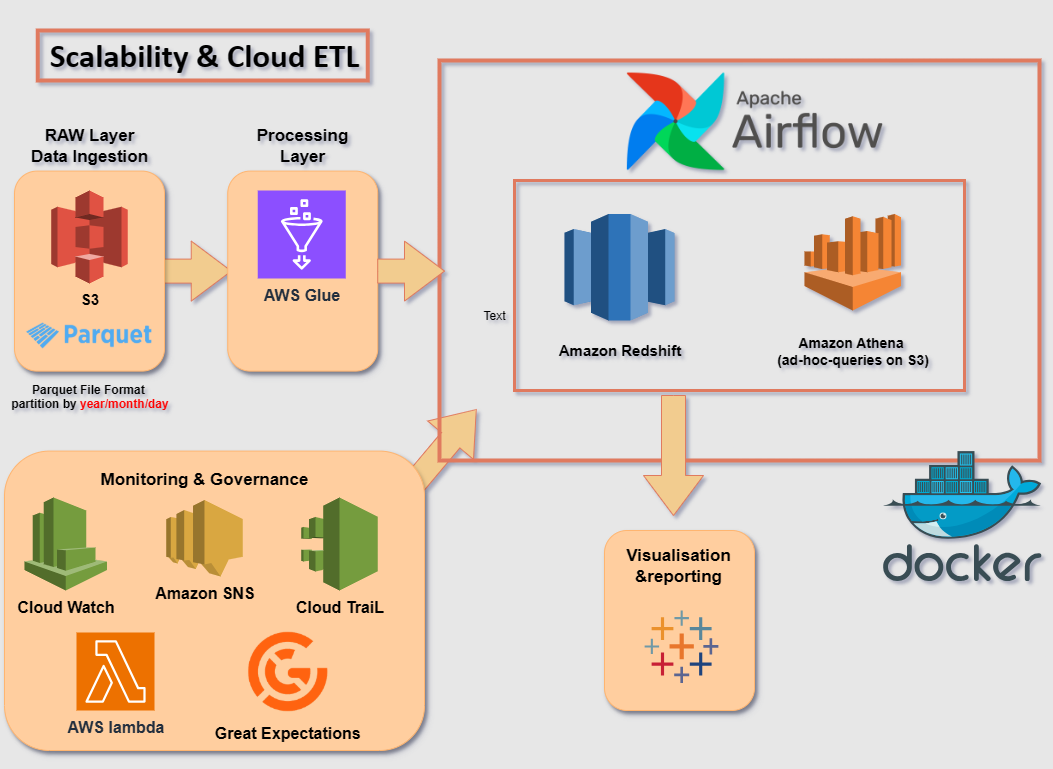 Scalability & Cloud ETL
RAW Layer
Data Ingestion
S3
Parquet
Parquet File Format
partition by year/month/day
Processing
Layer
AWS Glue
Apache
Airflow
Text
Amazon Redshift
Amazon Athena
(ad-hoc-queries on S3)
docker
Monitoring & Governance
Cloud Watch
Amazon SNS
Cloud TraiL
AWS lambda
Great Expectations
Visualisation
&reporting